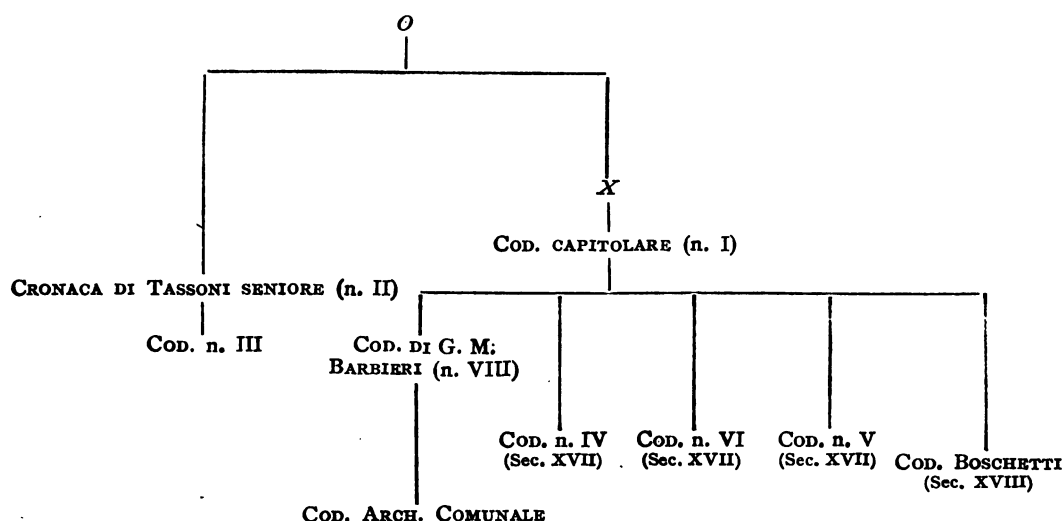 O
X
Cod. capitolare (n. I)
Cronaca di Tassoni seniore (n. II)
Cod. n. III
Cod. di G. M.
Barbieri (n. VIII)
Cod. n. IV
(Sec. XVII)
Cod. n. VI
(Sec. XVII)
Cod. n. V
(Sec. XVII)
Cod. Boschetti
(Sec. XVIII)
Cod. Arch. Comunale